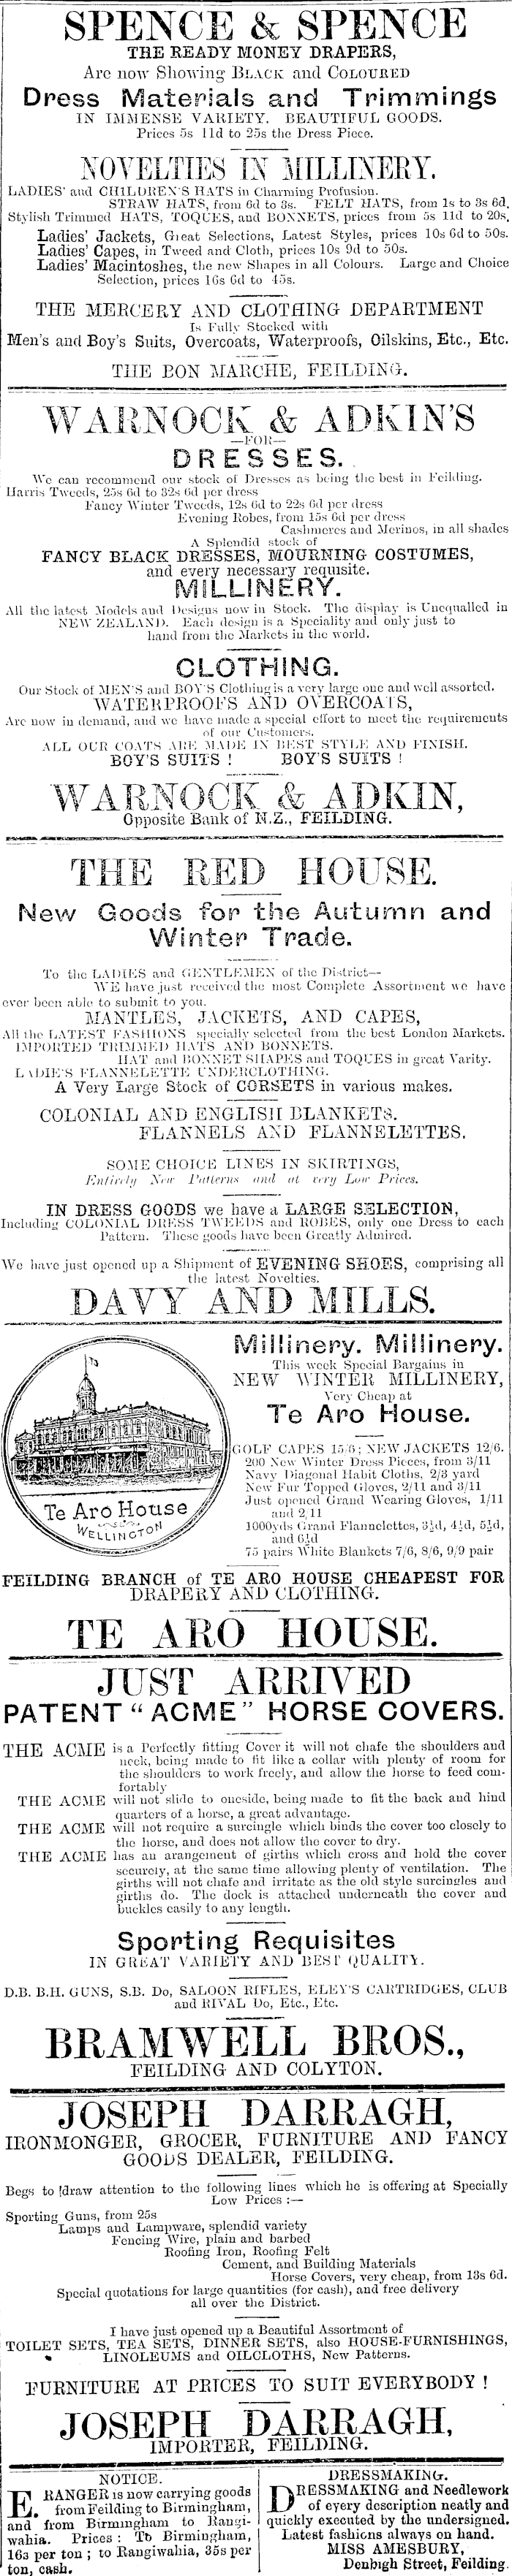 SPENCE & SPENCE
THE READY MONEY DRAPERS,
Are now Showing BLACK and COLOURED
Dress Materials and Trimmings
IN IMMENSE VARIETY. BEAUTIFUL GOODS.
Prices 5s 11d to 25s the Dress Piece.
NOVELTIES IN MILLINERY.
LADIES' and CHILDREN'S HATS in Charming Profusion.
STRAW HATS, from 6d to 3s. FELT HATS, from 1s to 3s 6d.
Stylish Trimmed HATS, TOQUES, and BONNETS, prices from 5s 11d to 20s.
Ladies' Jackets, Great Selections, Latest Styles, prices 10s 6d to 50s.
Ladies' Capes, in Tweed and Cloth, prices 10s 9d to 50s.
Ladies' Macintoshes, the new Shapes in all Colours. Large and Choice
Selection, prices 16s 6d to 45s.
THE MERCERY AND CLOTHING DEPARTMENT
Is Fully Stocked with
Men's and Boy's Suits, Overcoats, Waterproofs, Oilskins, Etc., Etc.
THE BON MARCHE, FEILDING.
WARNOCK & ADKIN'S
—FOR—
DRESSES.
We can recommend our stock of Dresses as being the best in Feilding.
Harris Tweeds, 25s 6d to 32s 6d per dress
Fancy Winter Tweeds, 12s 6d to 22s 6d per dress
Evening Robes, from 15s 6d per dress
Cashmeres and Merinos, in all shades
A Splendid stock of
FANCY BLACK DRESSES, MOURNING COSTUMES,
and every necessary requisite.
MILLINERY.
All the latest Models and Designs now in Stock. The display is Unequalled in
NEW ZEALAND. Each design is a Speciality and only just to
hand from the Markets in the world.
CLOTHING.
Our Stock of MEN'S and BOY'S Clothing is a very large one and well assorted.
WATERPROOFS AND OVERCOATS,
Are now in demand, and we have made a special effort to meet the requirements
of our Customers.
ALL OUR COATS ARE MADE IN BEST STYLE AND FINISH.
BOY'S SUITS ! BOY'S SUITS !
WARNOCK & ADKIN,
Opposite Bank of N.Z., FEILDING.
THE RED HOUSE.
New Goods for the Autumn and
Winter Trade.
To the LADIES and GENTLEMEN of the District—
WE have just received the most Complete Assortment we have
ever been able to submit to you.
MANTLES, JACKETS, AND CAPES,
All the LATEST FASHIONS specially selected from the best London Markets.
IMPORTED TRIMMED HATS AND BONNETS.
HAT and BONNET SHAPES and TOQUES in great Varity.
LADIE'S FLANNELETTE UNDERCLOTHING.
A Very Large Stock of CORSETS in various makes.
COLONIAL AND ENGLISH BLANKETS.
FLANNELS AND FLANNELETTES.
SOME CHOICE LINES IN SKIRTINGS,
Entirely New Patterns and at very Low Prices.
IN DRESS GOODS we have a LARGE SELECTION,
Including COLONIAL DRESS TWEEDS and ROBES, only one Dress to each
Pattern. These goods have been Greatly Admired.
We have just opened up a Shipment of EVENING SHOES, comprising all
the latest Novelties.
DAVY AND MILLS.
Te Aro House
WELLINGTON
Millinery. Millinery.
This week Special Bargains in
NEW WINTER MILLINERY,
Very Cheap at
Te Aro House.
GOLF CAPES 15/6; NEW JACKETS 12/6.
200 New Winter Dress Pieces, from 3/11
Navy Diagonal Habit Cloths, 2/3 yard
New Fur Topped Gloves, 2/11 and 3/11
Just opened Grand Wearing Gloves, 1/11
and 2/11
1000yds Grand Flannelettes, 3½d, 4½d, 5½d,
and 6½d
75 pairs White Blankets 7/6, 8/6, 9/9 pair
FEILDING BRANCH of TE ARO HOUSE CHEAPEST FOR
DRAPERY AND CLOTHING.
TE ARO HOUSE.
JUST ARRIVED
PATENT "ACME" HORSE COVERS.
THE ACME is a Perfectly fitting Cover it will not chafe the shoulders and
neck, being made to fit like a collar with plenty of room for
the shoulders to work freely, and allow the horse to feed com-
fortably
THE ACME will not slide to oneside, being made to fit the back and hind
quarters of a horse, a great advantage.
THE ACME will not require a surcingle which binds the cover too closely to
the horse, and does not allow the cover to dry.
THE ACME has an arangement of girths which cross and hold the cover
securely, at the same time allowing plenty of ventilation. The
girths will not chafe and irritate as the old style surcingles and
girths do. The dock is attached underneath the cover and
buckles easily to any length.
Sporting Requisites
IN GREAT VARIETY AND BEST QUALITY.
D.B. B.H. GUNS, S.B. Do, SALOON RIFLES, ELEY'S CARTRIDGES, CLUB
and RIVAL Do, Etc., Etc.
BRAMWELL BROS.,
FEILDING AND COLYTON.
JOSEPH DARRAGH,
IRONMONGER, GROCER, FURNITURE AND FANCY
GOODS DEALER, FEILDING.
Begs to draw attention to the following lines which he is offering at Specially
Low Prices :—
Sporting Guns, from 25s
Lamps and Lampware, splendid variety
Fencing Wire, plain and barbed
Roofing Iron, Roofing Felt
Cement, and Building Materials
Horse Covers, very cheap, from 13s 6d.
Special quotations for large quantities (for cash), and free delivery
all over the District.
I have just opened up a Beautiful Assortment of
TOILET SETS, TEA SETS, DINNER SETS, also HOUSE-FURNISHINGS,
LINOLEUMS and OILCLOTHS, New Patterns.
FURNITURE AT PRICES TO SUIT EVERYBODY !
JOSEPH DARRAGH,
IMPORTER, FEILDING.
NOTICE.
E. RANGER is now carrying goods
from Feilding to Birmingham,
and from Birmingham to Rangi-
wahia. Prices : To Birmingham,
16s per ton ; to Rangiwahia, 35s per
ton, cash.
DRESSMAKING.
DRESSMAKING and Needlework
of eyery description neatly and
quickly executed by the undersigned.
Latest fashions always on hand.
MISS AMESBURY,
Denbigh Street, Feilding.